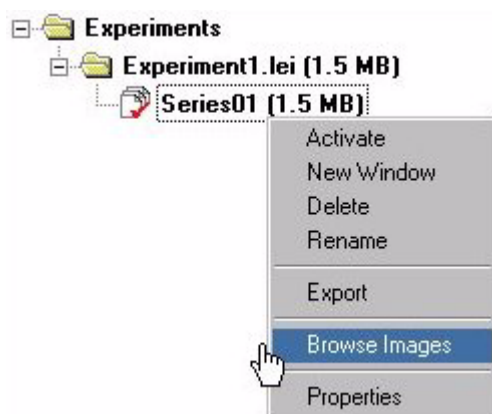 Experiments
Experiment1.lei (1.5 MB)
Series01 (1.5 MB)
Activate
New Window
Delete
Rename
Export
Browse Images
Properties